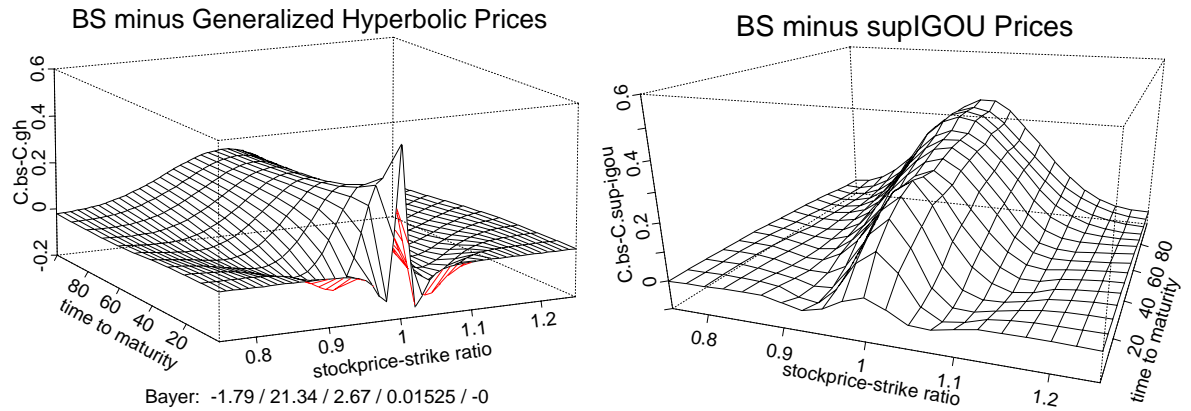 BS minus Generalized Hyperbolic Prices
C.bs-C.gh
-0.2 0 0.2 0.4 0.6
80 60 40 20
time to maturity
0.8 0.9 1 1.1 1.2
stockprice-strike ratio
Bayer: -1.79 / 21.34 / 2.67 / 0.01525 / -0
BS minus supIGOU Prices
C.bs-C.sup-igou
0 0.2 0.4 0.6
0.8 0.9 1 1.1 1.2
stockprice-strike ratio
20 40 60 80
time to maturity